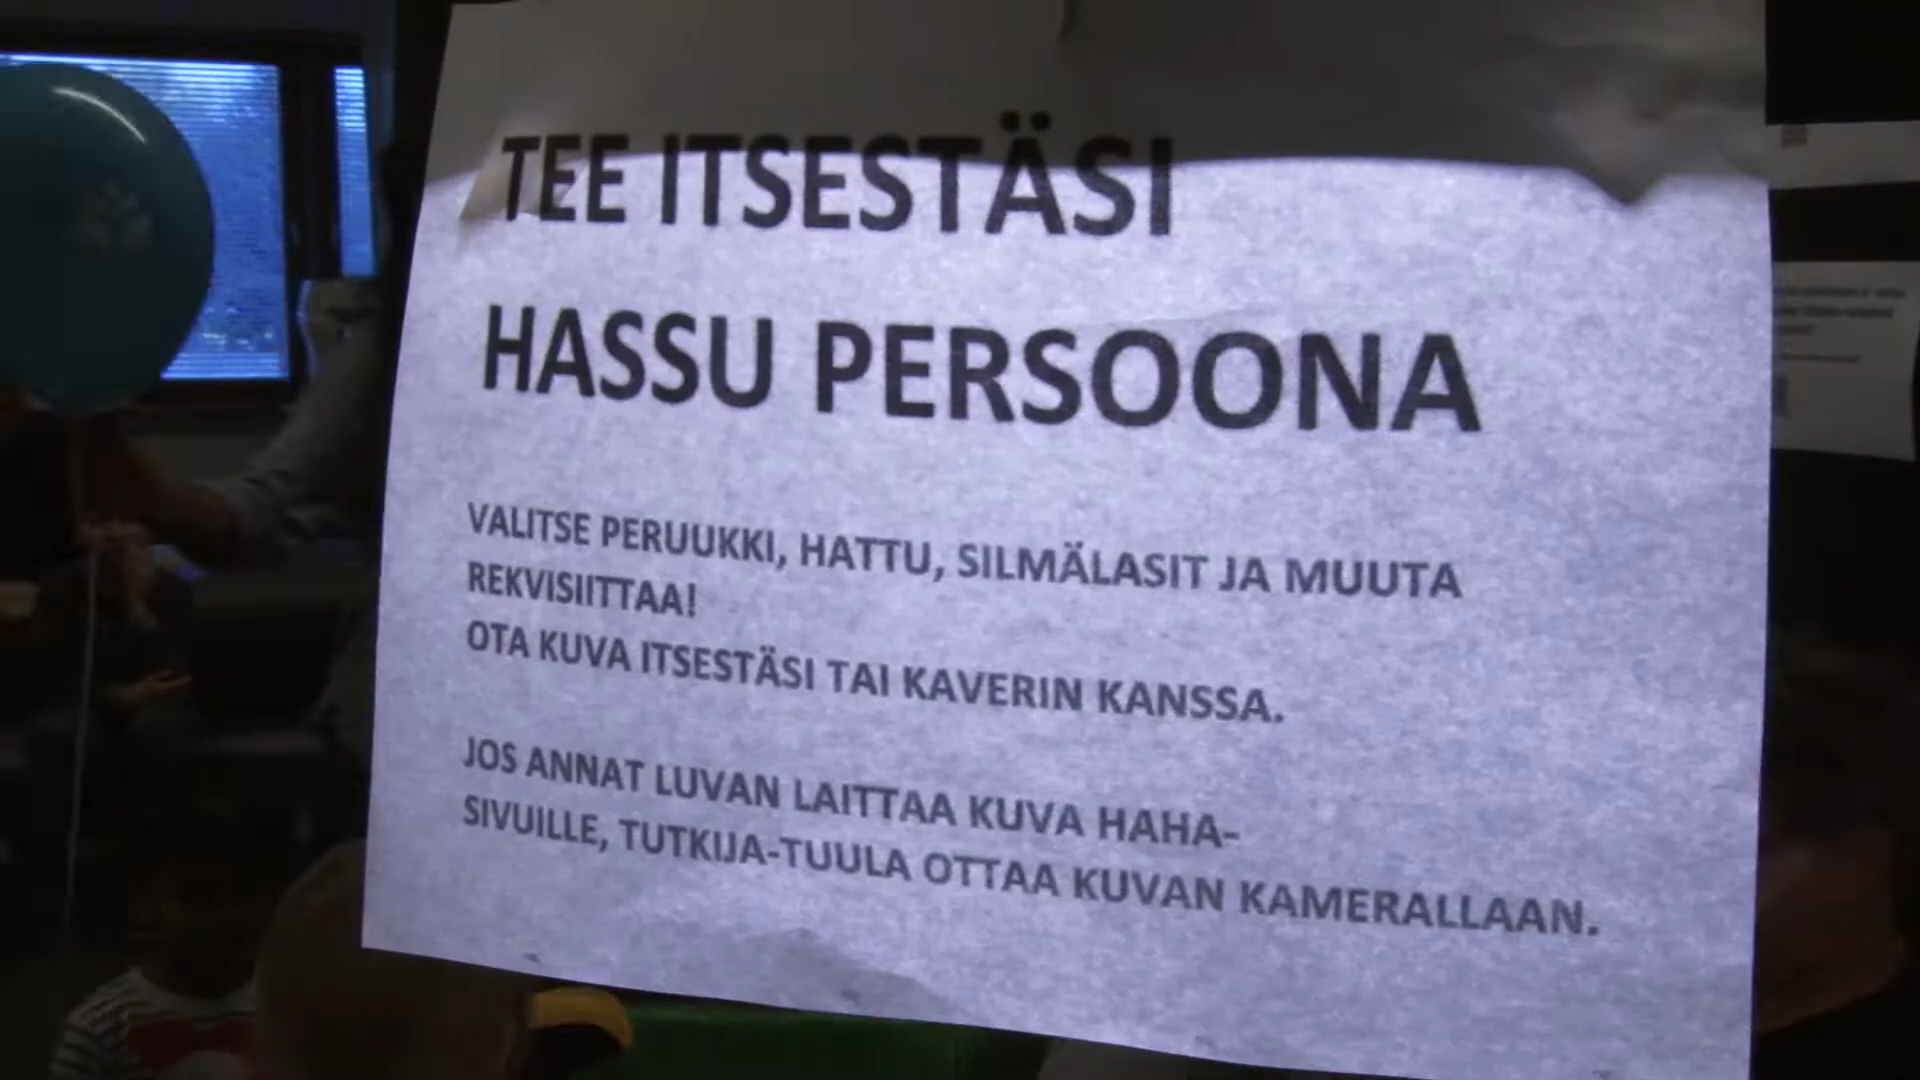 TEE ITSESTÄSI
HASSU PERSOONA
VALITSE PERUUKKI, HATTU, SILMÄLASIT JA MUUTA
REKVISIITTAA!
OTA KUVA ITSESTÄSI TAI KAVERIN KANSSA.
JOS ANNAT LUVAN LAITTAA KUVA HAHA-
SIVUILLE, TUTKIJA-TUULA OTTAA KUVAN KAMERALLAAN.